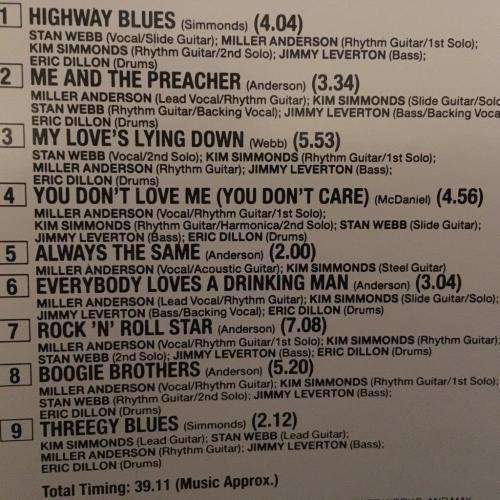 1 HIGHWAY BLUES (Simmonds) (4.04)
STAN WEBB (Vocal/Slide Guitar); MILLER ANDERSON (Rhythm Guitar/1st Solo);
KIM SIMMONDS (Rhythm Guitar/2nd Solo); JIMMY LEVERTON (Bass);
ERIC DILLON (Drums)
2 ME AND THE PREACHER (Anderson) (3.34)
MILLER ANDERSON (Lead Vocal/Rhythm Guitar); KIM SIMMONDS (Slide Guitar/Solo
STAN WEBB (Rhythm Guitar/Backing Vocal); JIMMY LEVERTON (Bass/Backing Voca
ERIC DILLON (Drums)
3 MY LOVE'S LYING DOWN (Webb) (5.53)
STAN WEBB (Vocal/2nd Solo); KIM SIMMONDS (Rhythm Guitar/1st Solo);
MILLER ANDERSON (Rhythm Guitar); JIMMY LEVERTON (Bass);
ERIC DILLON (Drums)
4 YOU DON'T LOVE ME (YOU DON'T CARE) (McDaniel) (4.56)
MILLER ANDERSON (Vocal/Rhythm Guitar/1st Solo);
KIM SIMMONDS (Rhythm Guitar/Harmonica/2nd Solo); STAN WEBB (Slide Guitar);
JIMMY LEVERTON (Bass); ERIC DILLON (Drums)
5 ALWAYS THE SAME (Anderson) (2.00)
MILLER ANDERSON (Vocal/Acoustic Guitar); KIM SIMMONDS (Steel Guitar)
6 EVERYBODY LOVES A DRINKING MAN (Anderson) (3.04)
MILLER ANDERSON (Lead Vocal/Rhythm Guitar); KIM SIMMONDS (Slide Guitar/Solo);
JIMMY LEVERTON (Bass/Backing Vocal); ERIC DILLON (Drums)
7 ROCK 'N' ROLL STAR (Anderson) (7.08)
MILLER ANDERSON (Vocal/Rhythm Guitar/1st Solo); KIM SIMMONDS (Rhythm Guitar);
STAN WEBB (2nd Solo); JIMMY LEVERTON (Bass); ERIC DILLON (Drums)
8 BOOGIE BROTHERS (Anderson) (5.20)
MILLER ANDERSON (Vocal/Rhythm Guitar); KIM SIMMONDS (Rhythm Guitar/1st Solo);
STAN WEBB (Rhythm Guitar/2nd Solo); JIMMY LEVERTON (Bass);
ERIC DILLON (Drums)
9 THREEGY BLUES (Simmonds) (2.12)
KIM SIMMONDS (Lead Guitar); STAN WEBB (Lead Guitar);
MILLER ANDERSON (Rhythm Guitar); JIMMY LEVERTON (Bass);
ERIC DILLON (Drums)
Total Timing: 39.11 (Music Approx.)